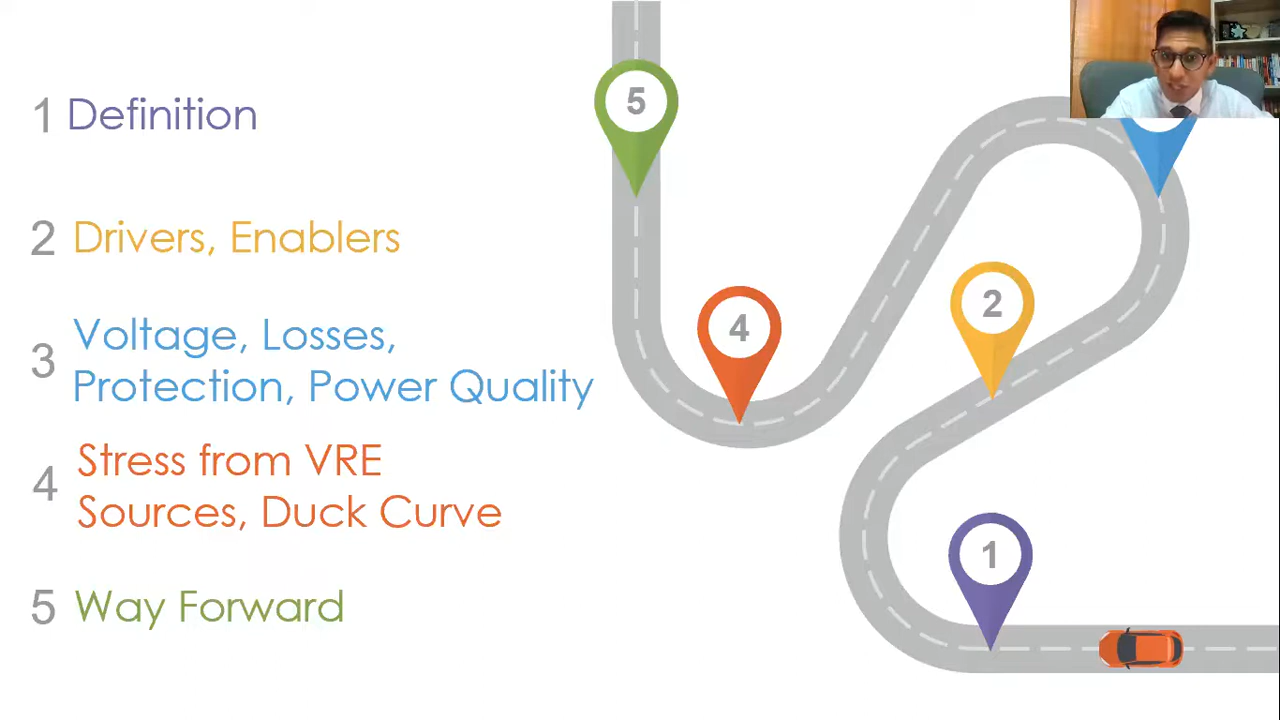 1 Definition
2 Drivers, Enablers
3 Voltage, Losses,
Protection, Power Quality
4 Stress from VRE
Sources, Duck Curve
5 Way Forward
5
4
2
1